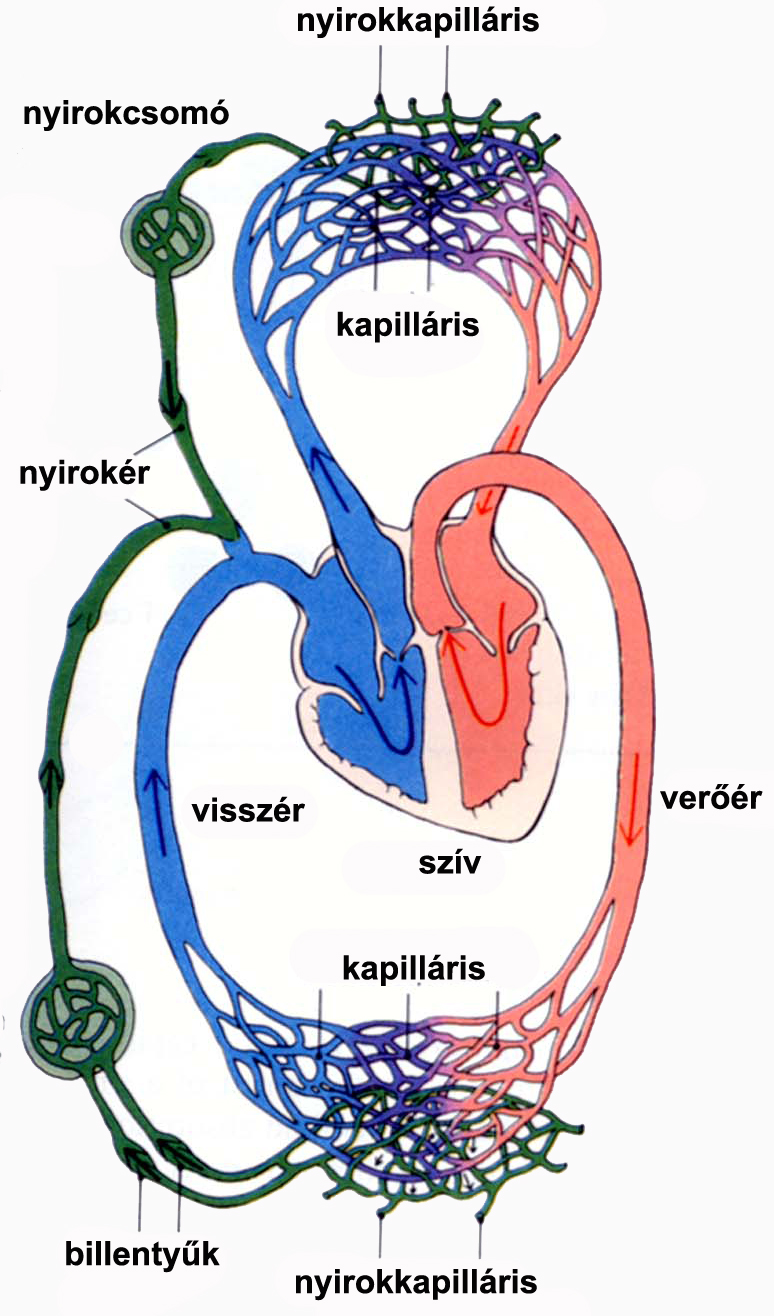 nyirokkapilláris
nyirokcsomó
kapilláris
nyirokér
verőér
visszér
szív
kapilláris
billentyűk
nyirokkapilláris